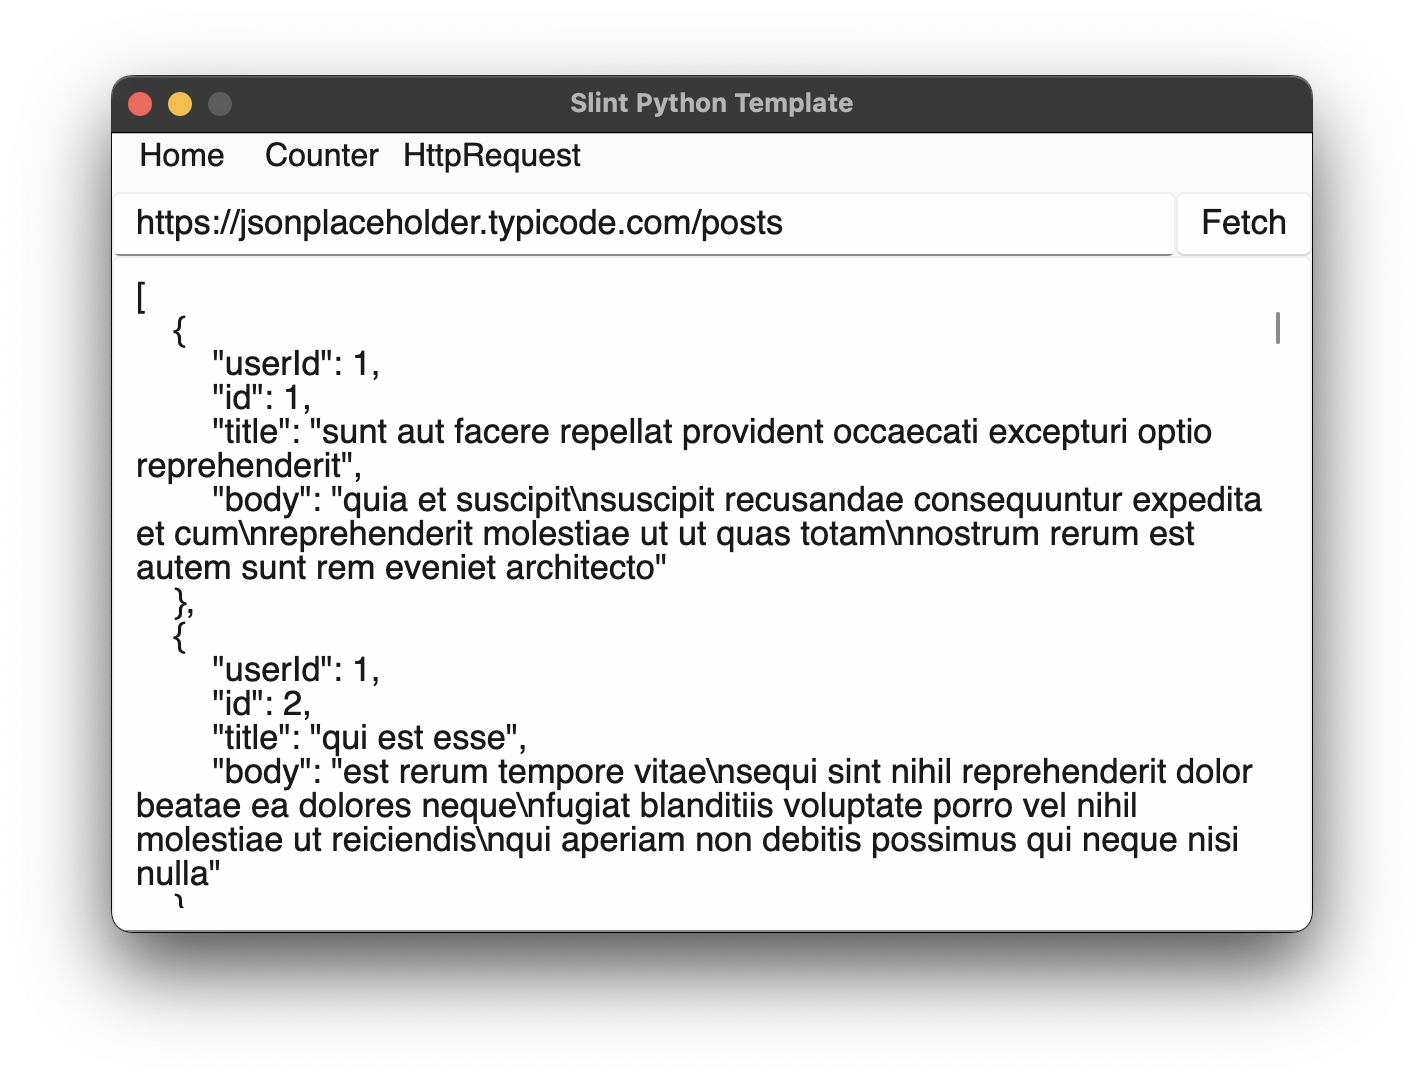 Slint Python Template
Home Counter HttpRequest
https://jsonplaceholder.typicode.com/posts Fetch
[
    {
        "userId": 1,
        "id": 1,
        "title": "sunt aut facere repellat provident occaecati excepturi optio
reprehenderit",
        "body": "quia et suscipit\nsuscipit recusandae consequuntur expedita
et cum\nreprehenderit molestiae ut ut quas totam\nnostrum rerum est
autem sunt rem eveniet architecto"
    },
    {
        "userId": 1,
        "id": 2,
        "title": "qui est esse",
        "body": "est rerum tempore vitae\nsequi sint nihil reprehenderit dolor
beatae ea dolores neque\nfugiat blanditiis voluptate porro vel nihil
molestiae ut reiciendis\nqui aperiam non debitis possimus qui neque nisi
nulla"
    }